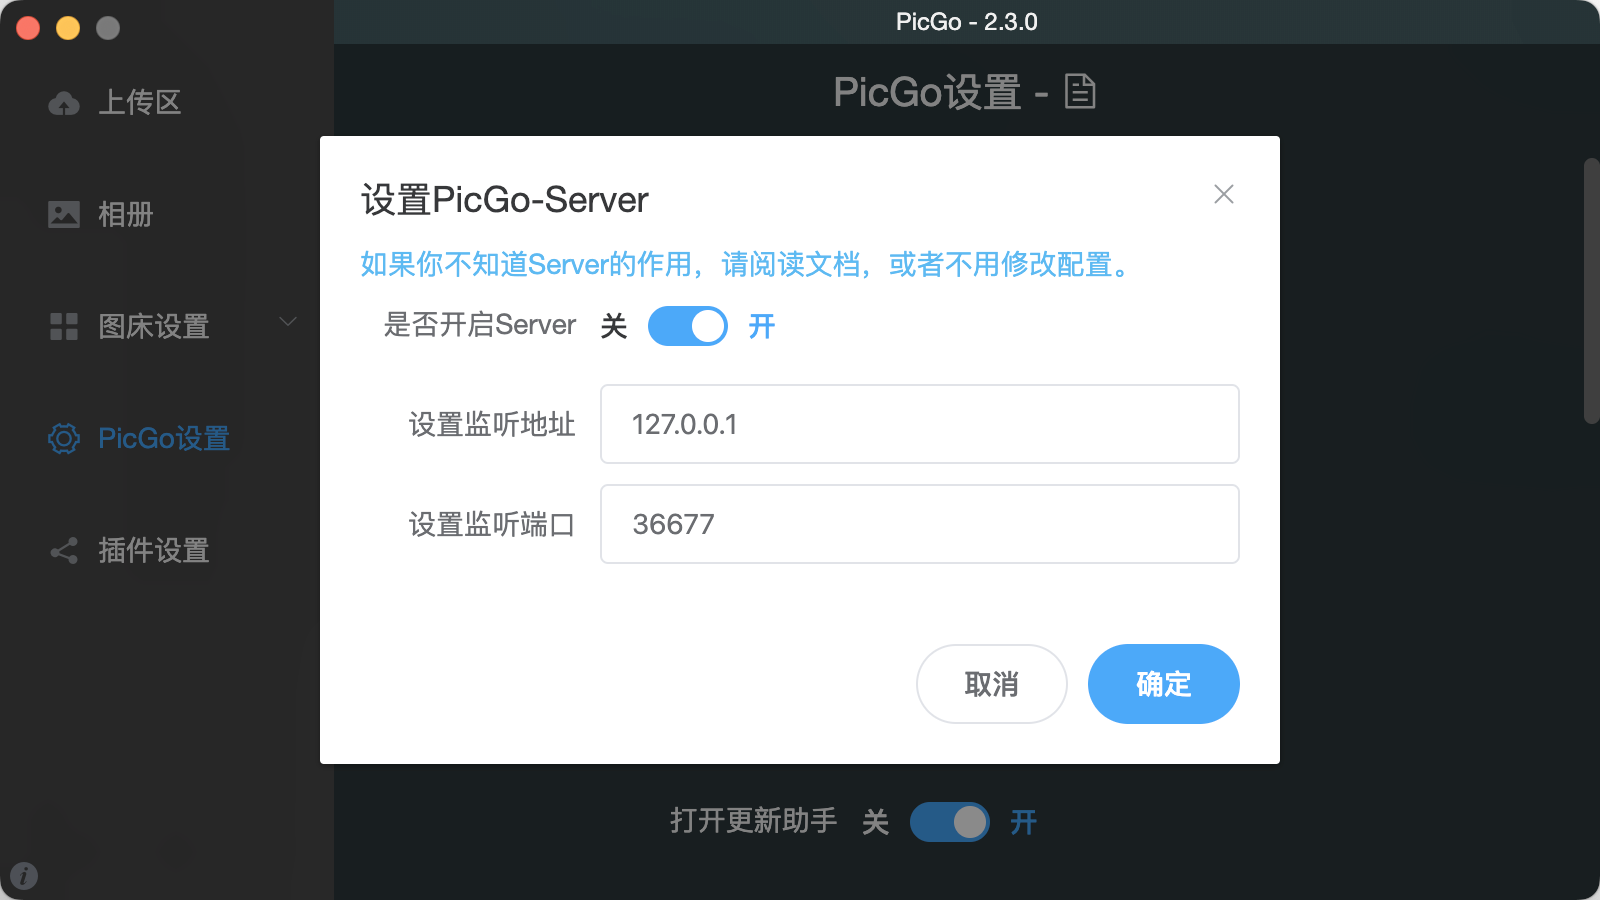 PicGo - 2.3.0
上传区
相册
图床设置
PicGo设置
插件设置
PicGo设置 -
设置PicGo-Server
如果你不知道Server的作用，请阅读文档，或者不用修改配置。
是否开启Server 关 开
设置监听地址 127.0.0.1
设置监听端口 36677
取消 确定
打开更新助手 关 开